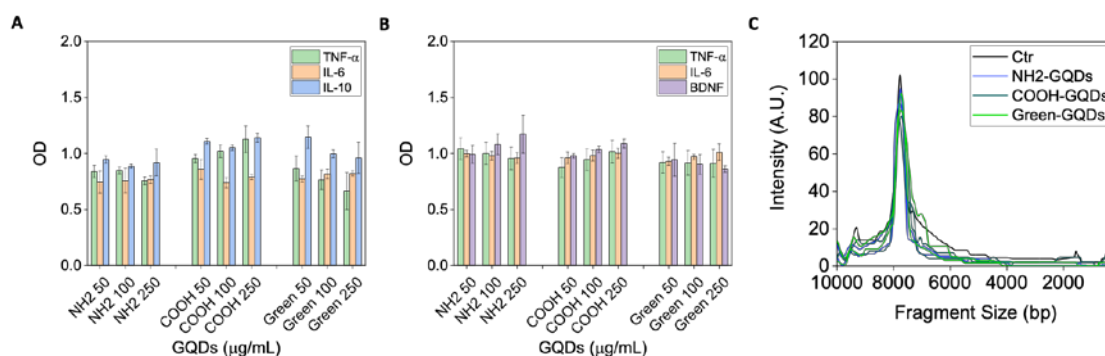 A
2.0
1.5
1.0
0.5
0.0
OD
TNF-α
IL-6
IL-10
NH2 50
NH2 100
NH2 250
COOH 50
COOH 100
COOH 250
Green 50
Green 100
Green 250
GQDs (μg/mL)
B
2.0
1.5
1.0
0.5
0.0
OD
TNF-α
IL-6
BDNF
NH2 50
NH2 100
NH2 250
COOH 50
COOH 100
COOH 250
Green 50
Green 100
Green 250
GQDs (μg/mL)
C
120
100
80
60
40
20
0
Intensity (A.U.)
Ctr
NH2-GQDs
COOH-GQDs
Green-GQDs
10000 8000 6000 4000 2000
Fragment Size (bp)